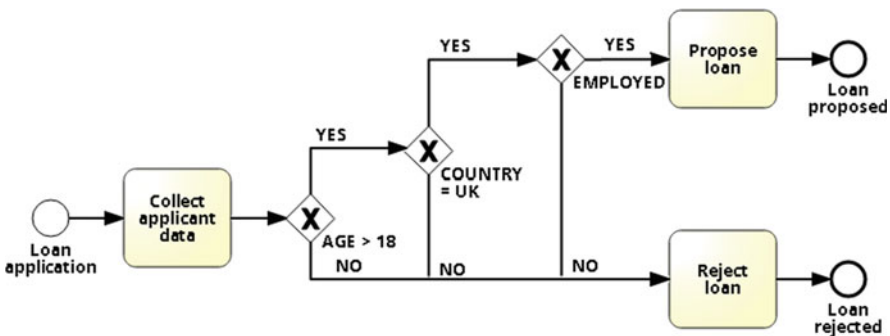 YES
YES
Propose
loan
EMPLOYED
Loan
proposed
YES
X
X
COUNTRY
= UK
Collect
applicant
data
X
Loan
application
AGE > 18
NO
NO
NO
Reject
loan
Loan
rejected